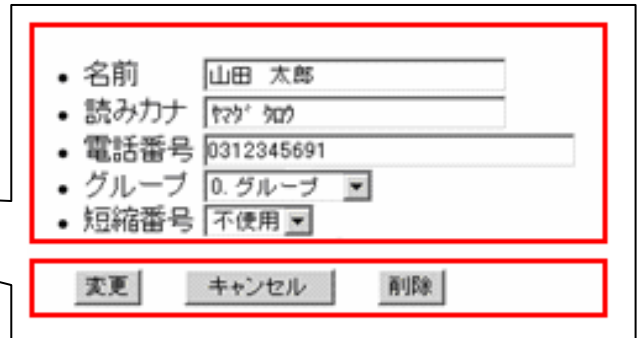 名前 山田 太郎
読みカナ ﾔﾏﾀﾞ ﾀﾛｳ
電話番号 0312345691
グループ 0. グループ
短縮番号 不使用
変更 キャンセル 削除